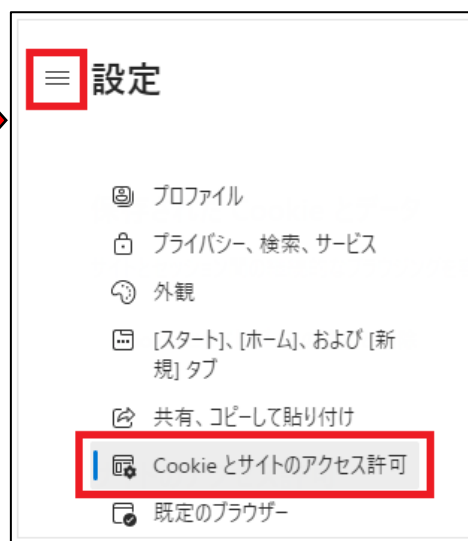 設定
プロファイル
プライバシー、検索、サービス
外観
[スタート]、[ホーム]、および [新
規] タブ
共有、コピーして貼り付け
Cookie とサイトのアクセス許可
既定のブラウザー